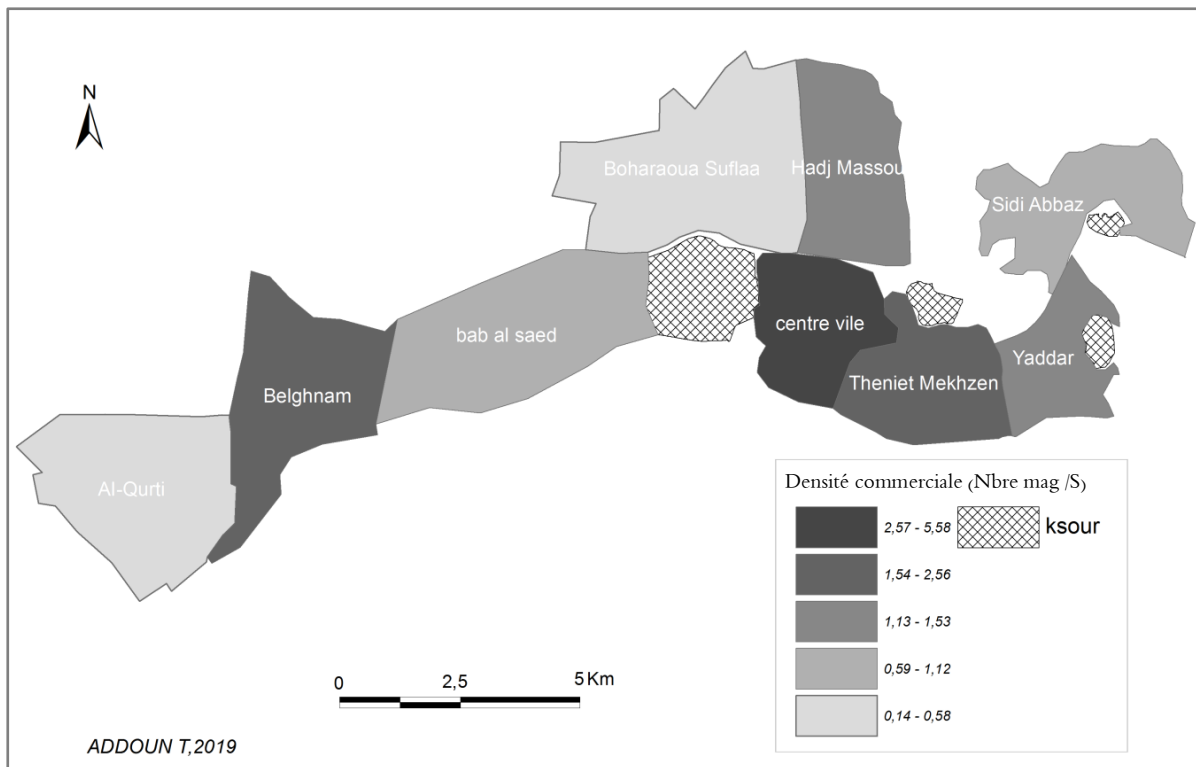 N
Boharaoua Suflaa
Hadj Massou
Sidi Abbaz
bab al saed
centre vile
Yaddar
Theniet Mekhzen
Belghnam
Al-Qurti
Densité commerciale (Nbre mag /S)
2,57 - 5,58
ksour
1,54 - 2,56
1,13 - 1,53
0,59 - 1,12
0,14 - 0,58
0 2,5 5 Km
ADDOUN T,2019